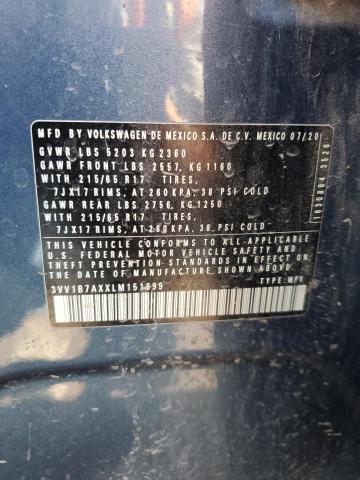 MFD BY VOLKSWAGEN DE MEXICO S.A. DE C.V. MEXICO 07/20
GVWR LBS 5203 KG 2360
GAWR FRONT LBS 2557, KG 1160
WITH 215/65 R17 TIRES.
7JX17 RIMS, AT 260 KPA, 38 PSI COLD
GAWR REAR LBS 2756, KG 1250
WITH 215/65 R17 TIRES.
7JX17 RIMS, AT 260 KPA, 38 PSI COLD
THIS VEHICLE CONFORMS TO ALL APPLICABLE
U.S. FEDERAL MOTOR VEHICLE SAFETY AND
THEFT PREVENTION STANDARDS IN EFFECT ON
THE DATE OF MANUFACTURE SHOWN ABOVE.
3VV1B7AXXLM151899 TYPE: MPV